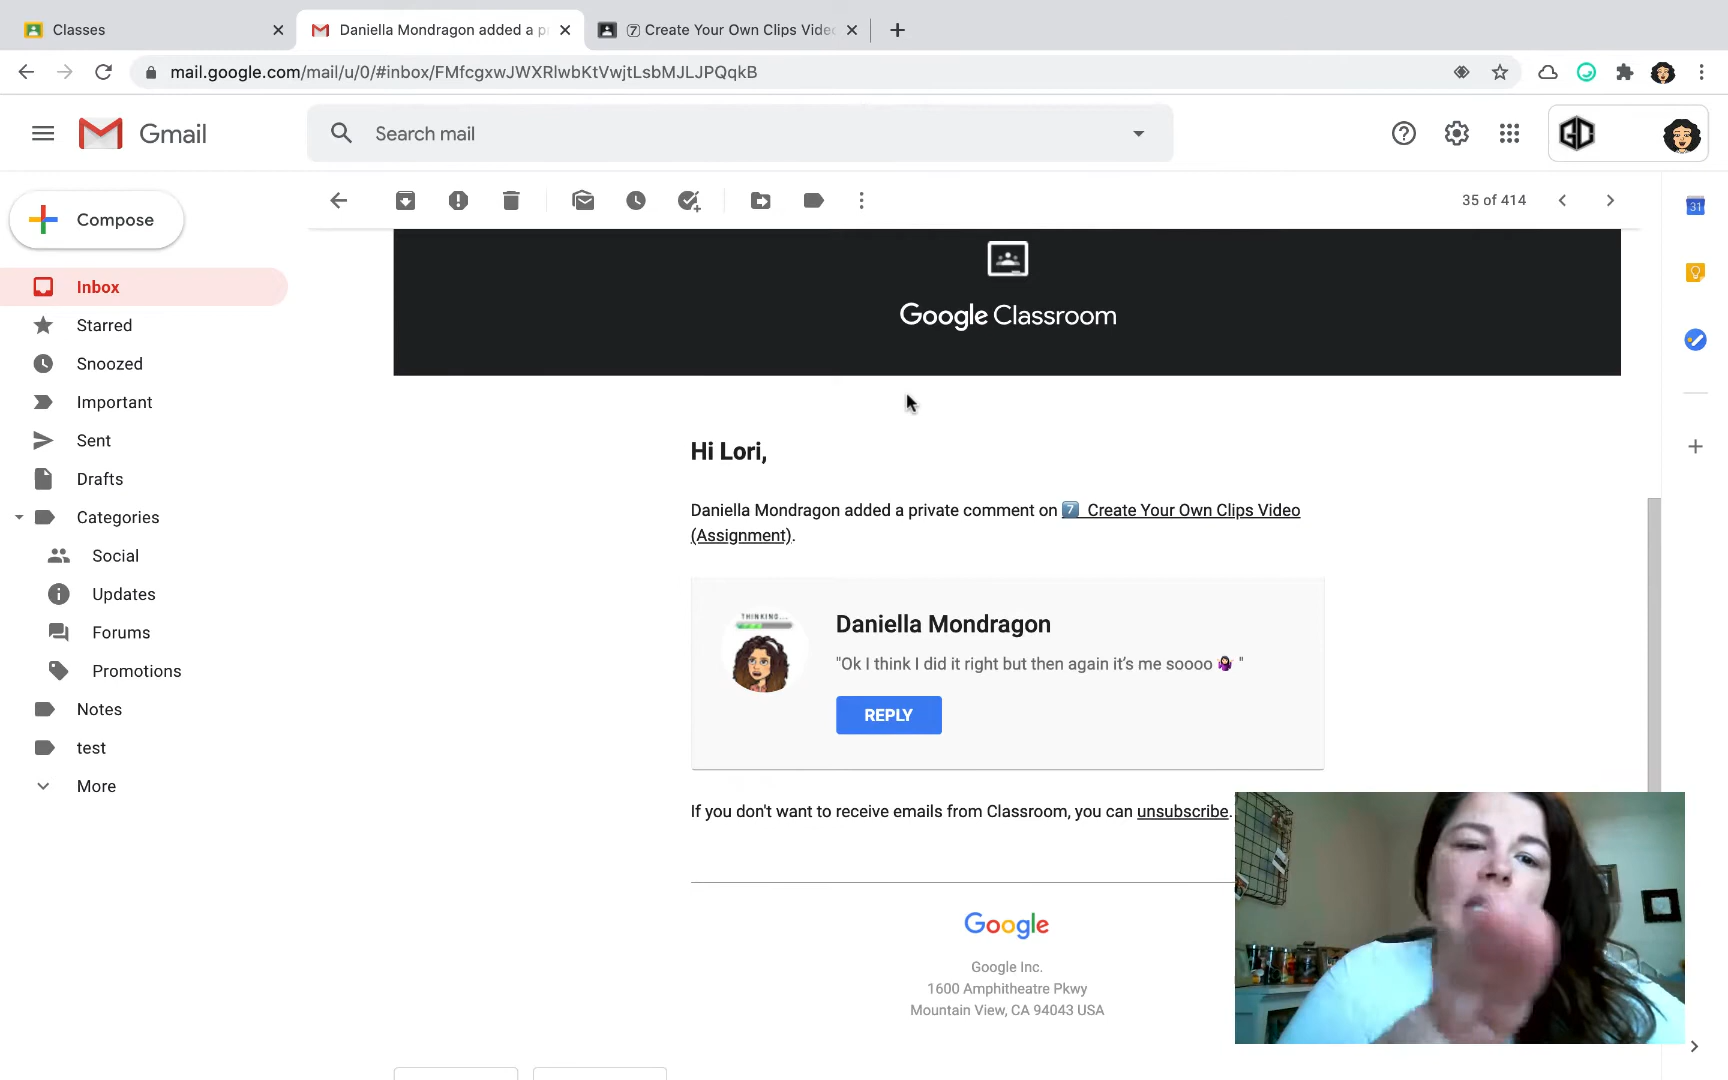 Classes
Daniella Mondragon added a p
⑦ Create Your Own Clips Vide
mail.google.com/mail/u/0/#inbox/FMfcgxwJWXRlwbKtVwjtLsbMJLJPQqkB
Gmail
Search mail
GC
Compose
35 of 414
31
Google Classroom
Inbox
Starred
Snoozed
Important
Sent
Drafts
Categories
Social
Updates
Forums
Promotions
Notes
test
More
Hi Lori,
Daniella Mondragon added a private comment on 7️⃣ Create Your Own Clips Video
(Assignment).
THINKING...
Daniella Mondragon
"Ok I think I did it right but then again it's me soooo 🤷🏽‍♀️ "
REPLY
If you don't want to receive emails from Classroom, you can unsubscribe.
Google
Google Inc.
1600 Amphitheatre Pkwy
Mountain View, CA 94043 USA